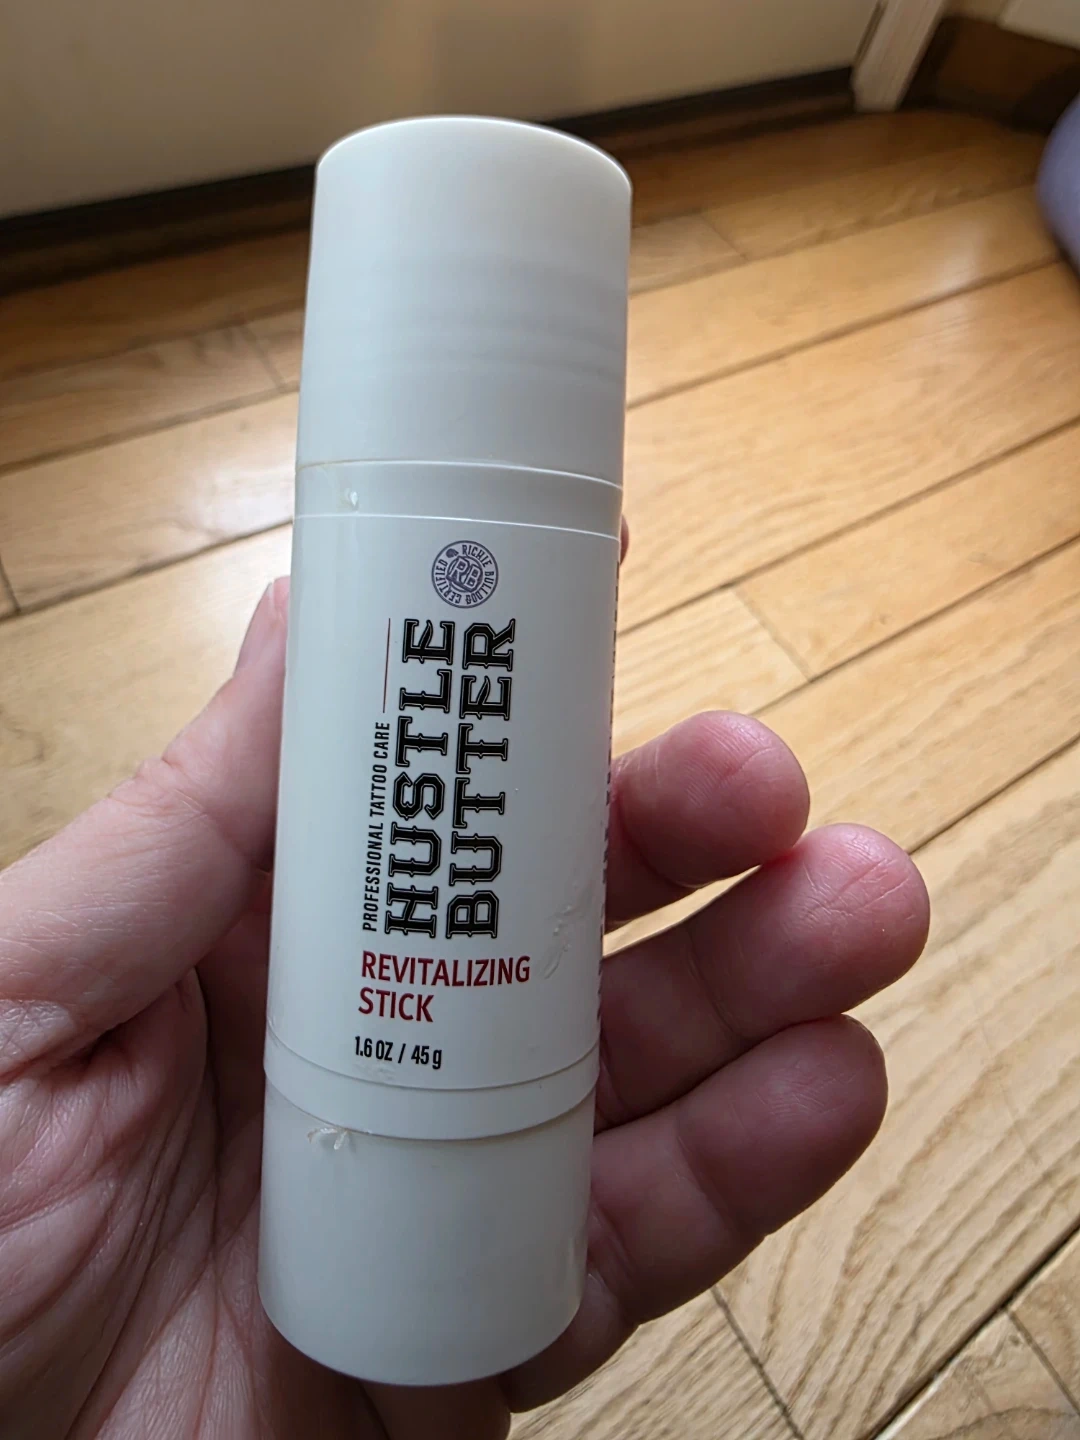 RICHIE BULLDOG CERTIFIED
RB
PROFESSIONAL TATTOO CARE
HUSTLE
BUTTER
REVITALIZING
STICK
1.6 OZ / 45 g